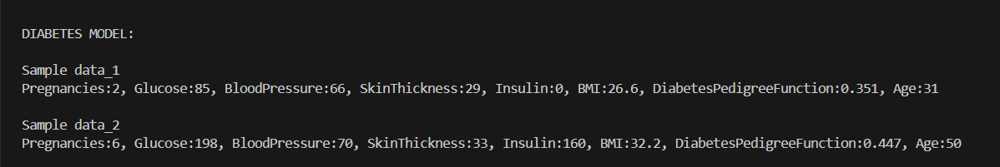 DIABETES MODEL:
Sample data_1
Pregnancies:2, Glucose:85, BloodPressure:66, SkinThickness:29, Insulin:0, BMI:26.6, DiabetesPedigreeFunction:0.351, Age:31
Sample data_2
Pregnancies:6, Glucose:198, BloodPressure:70, SkinThickness:33, Insulin:160, BMI:32.2, DiabetesPedigreeFunction:0.447, Age:50